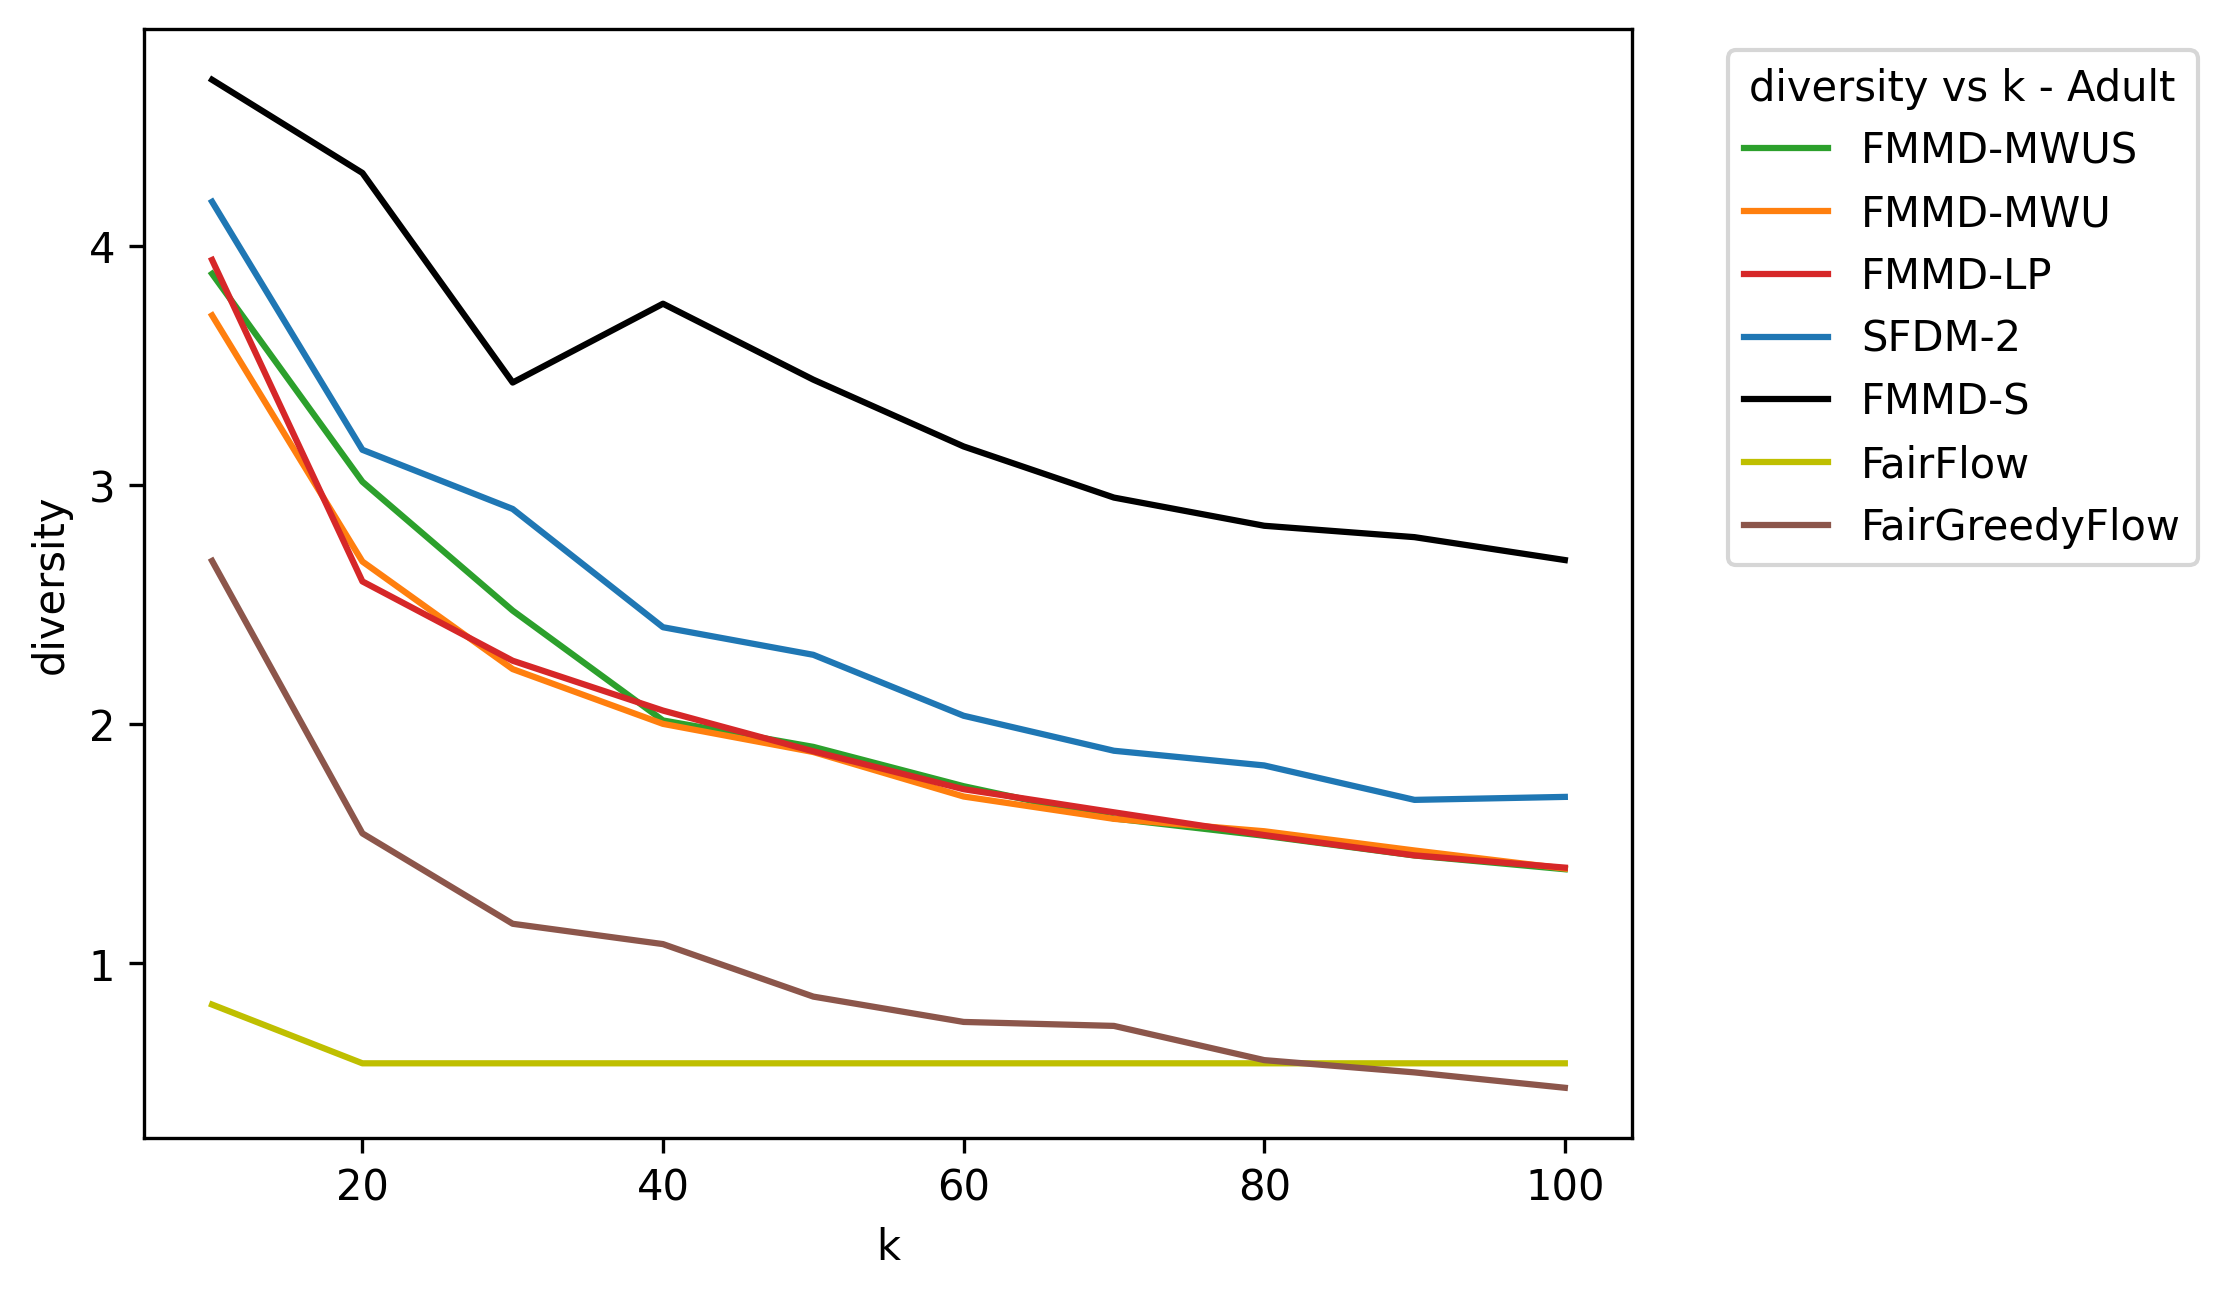 diversity vs k - Adult
FMMD-MWUS
FMMD-MWU
FMMD-LP
SFDM-2
FMMD-S
FairFlow
FairGreedyFlow
diversity
4
3
2
1
20 40 60 80 100
k